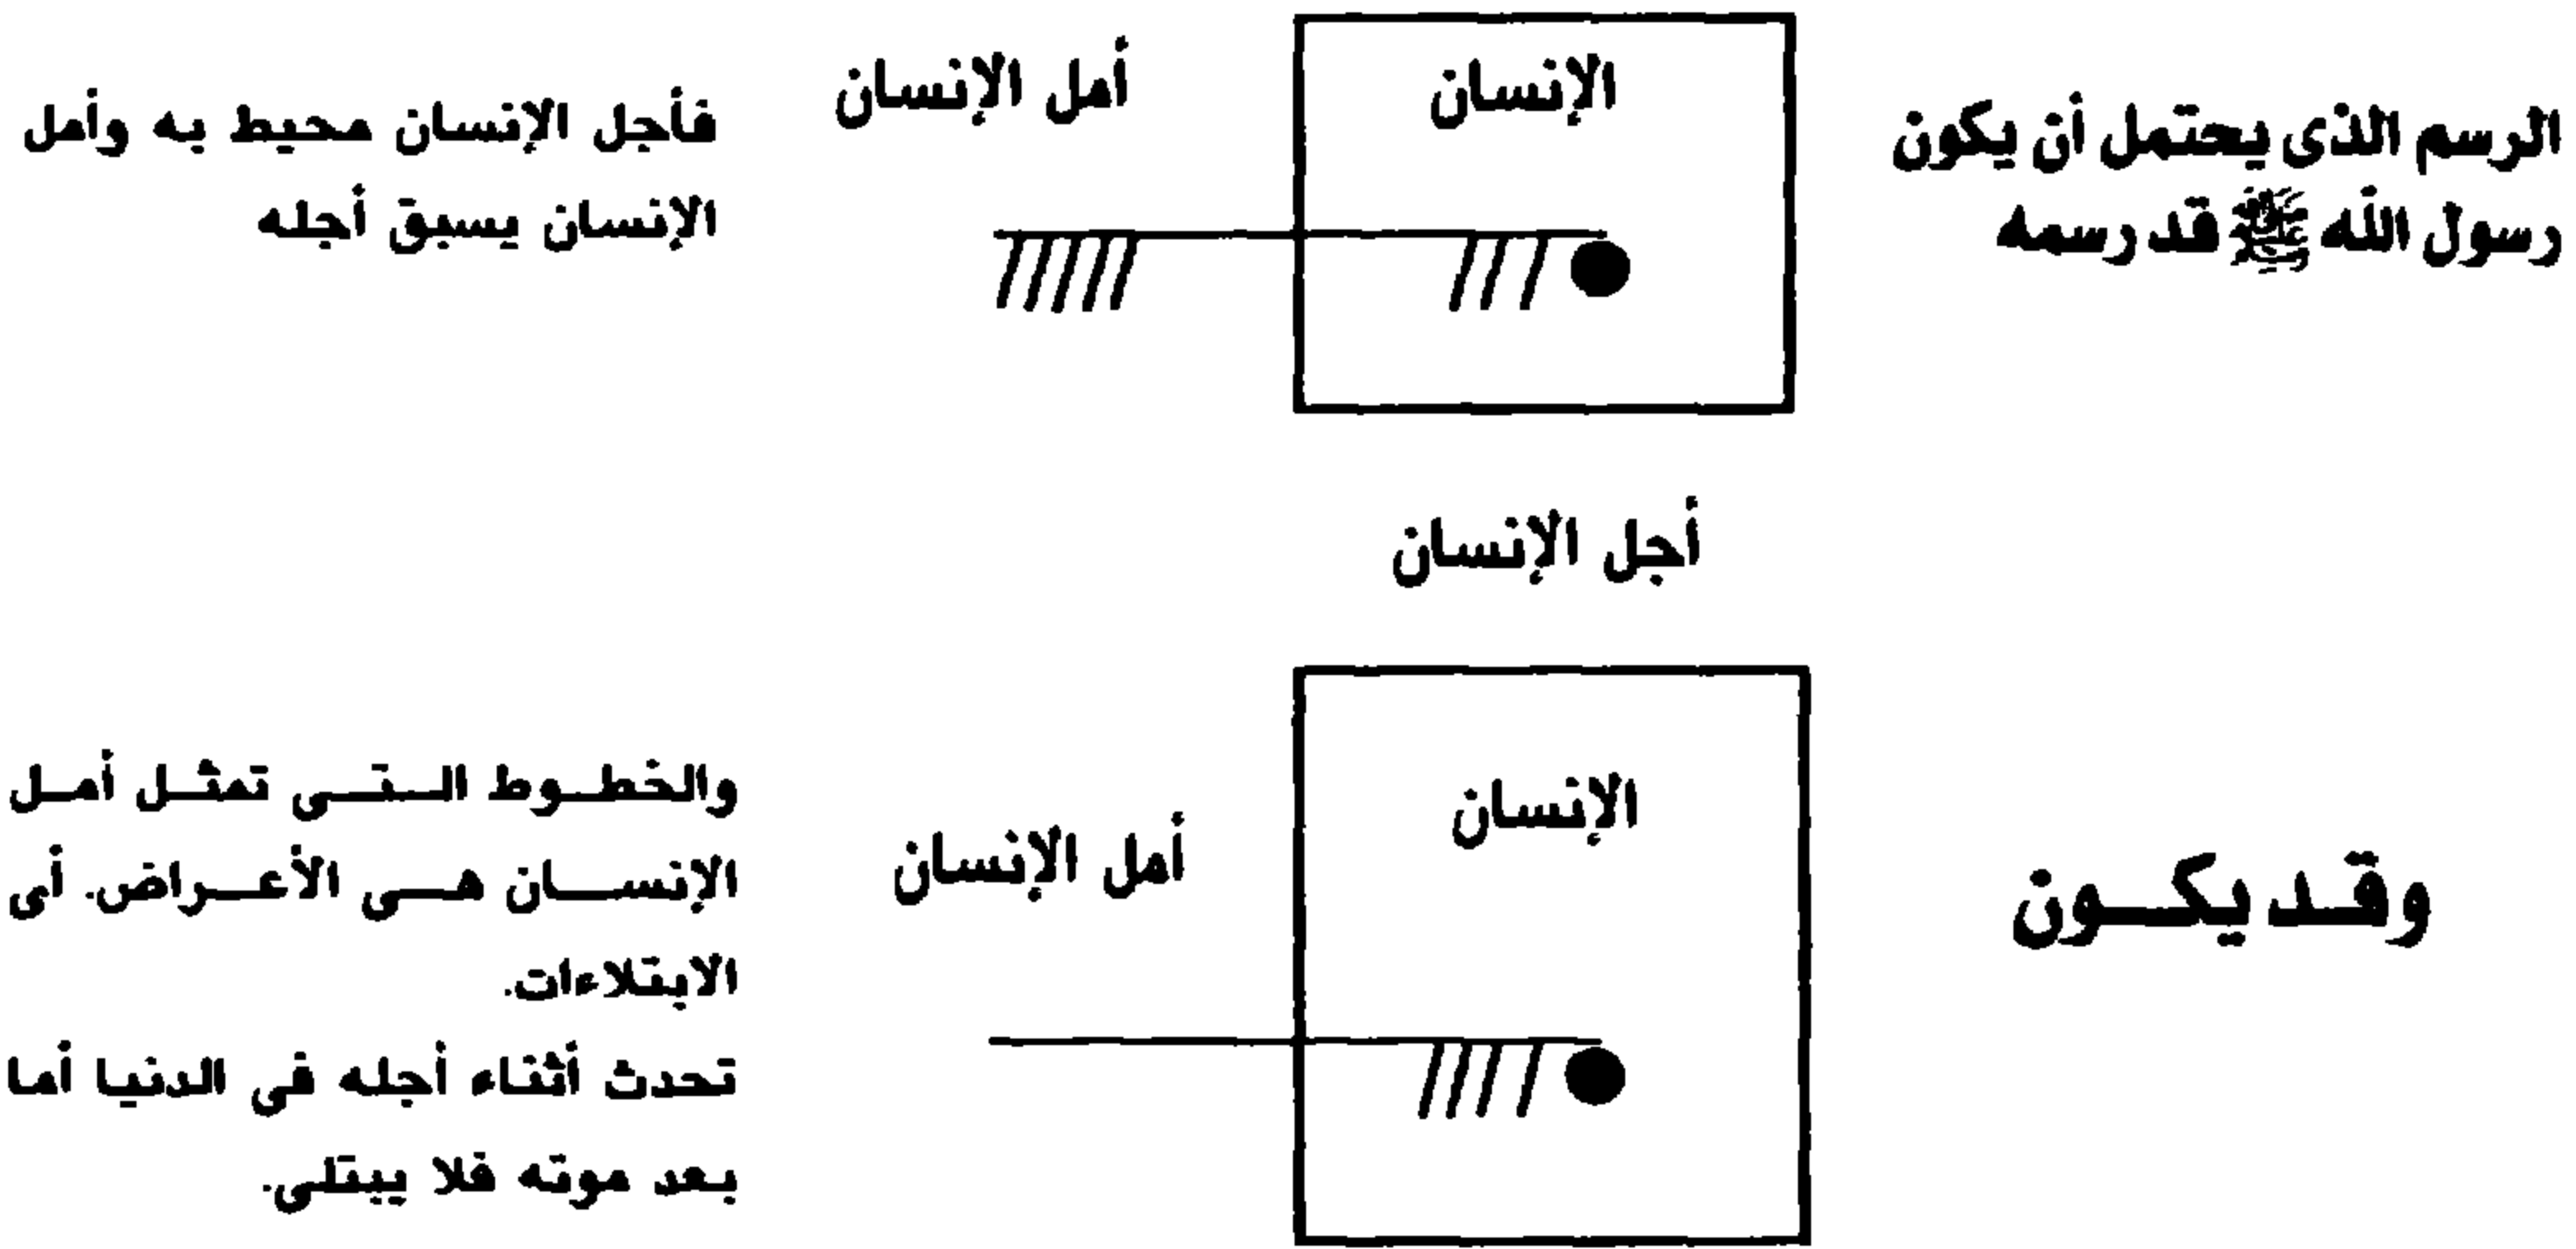 الرسم الذى يحتمل أن يكون
رسول الله ﷺ قد رسمه
الإنسان
أمل الإنسان
فأجل الإنسان محيط به وأمل
الإنسان يسبق أجله
أجل الإنسان
وقد يكون
الإنسان
أمل الإنسان
والخطوط التى تمثل أمل
الإنسان هى الأعراض. أى
الابتلاءات.
تحدث أثناء أجله فى الدنيا أما
بعد موته فلا يبتلى.